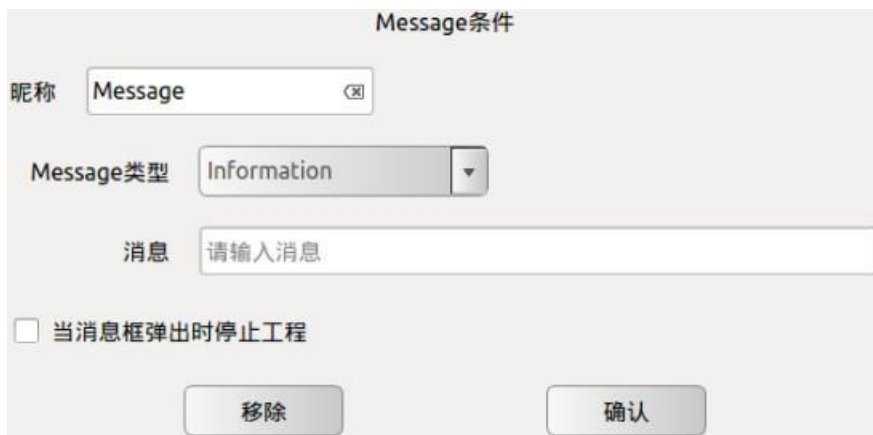 Message条件
昵称 Message
Message类型 Information
消息 请输入消息
当消息框弹出时停止工程
移除 确认